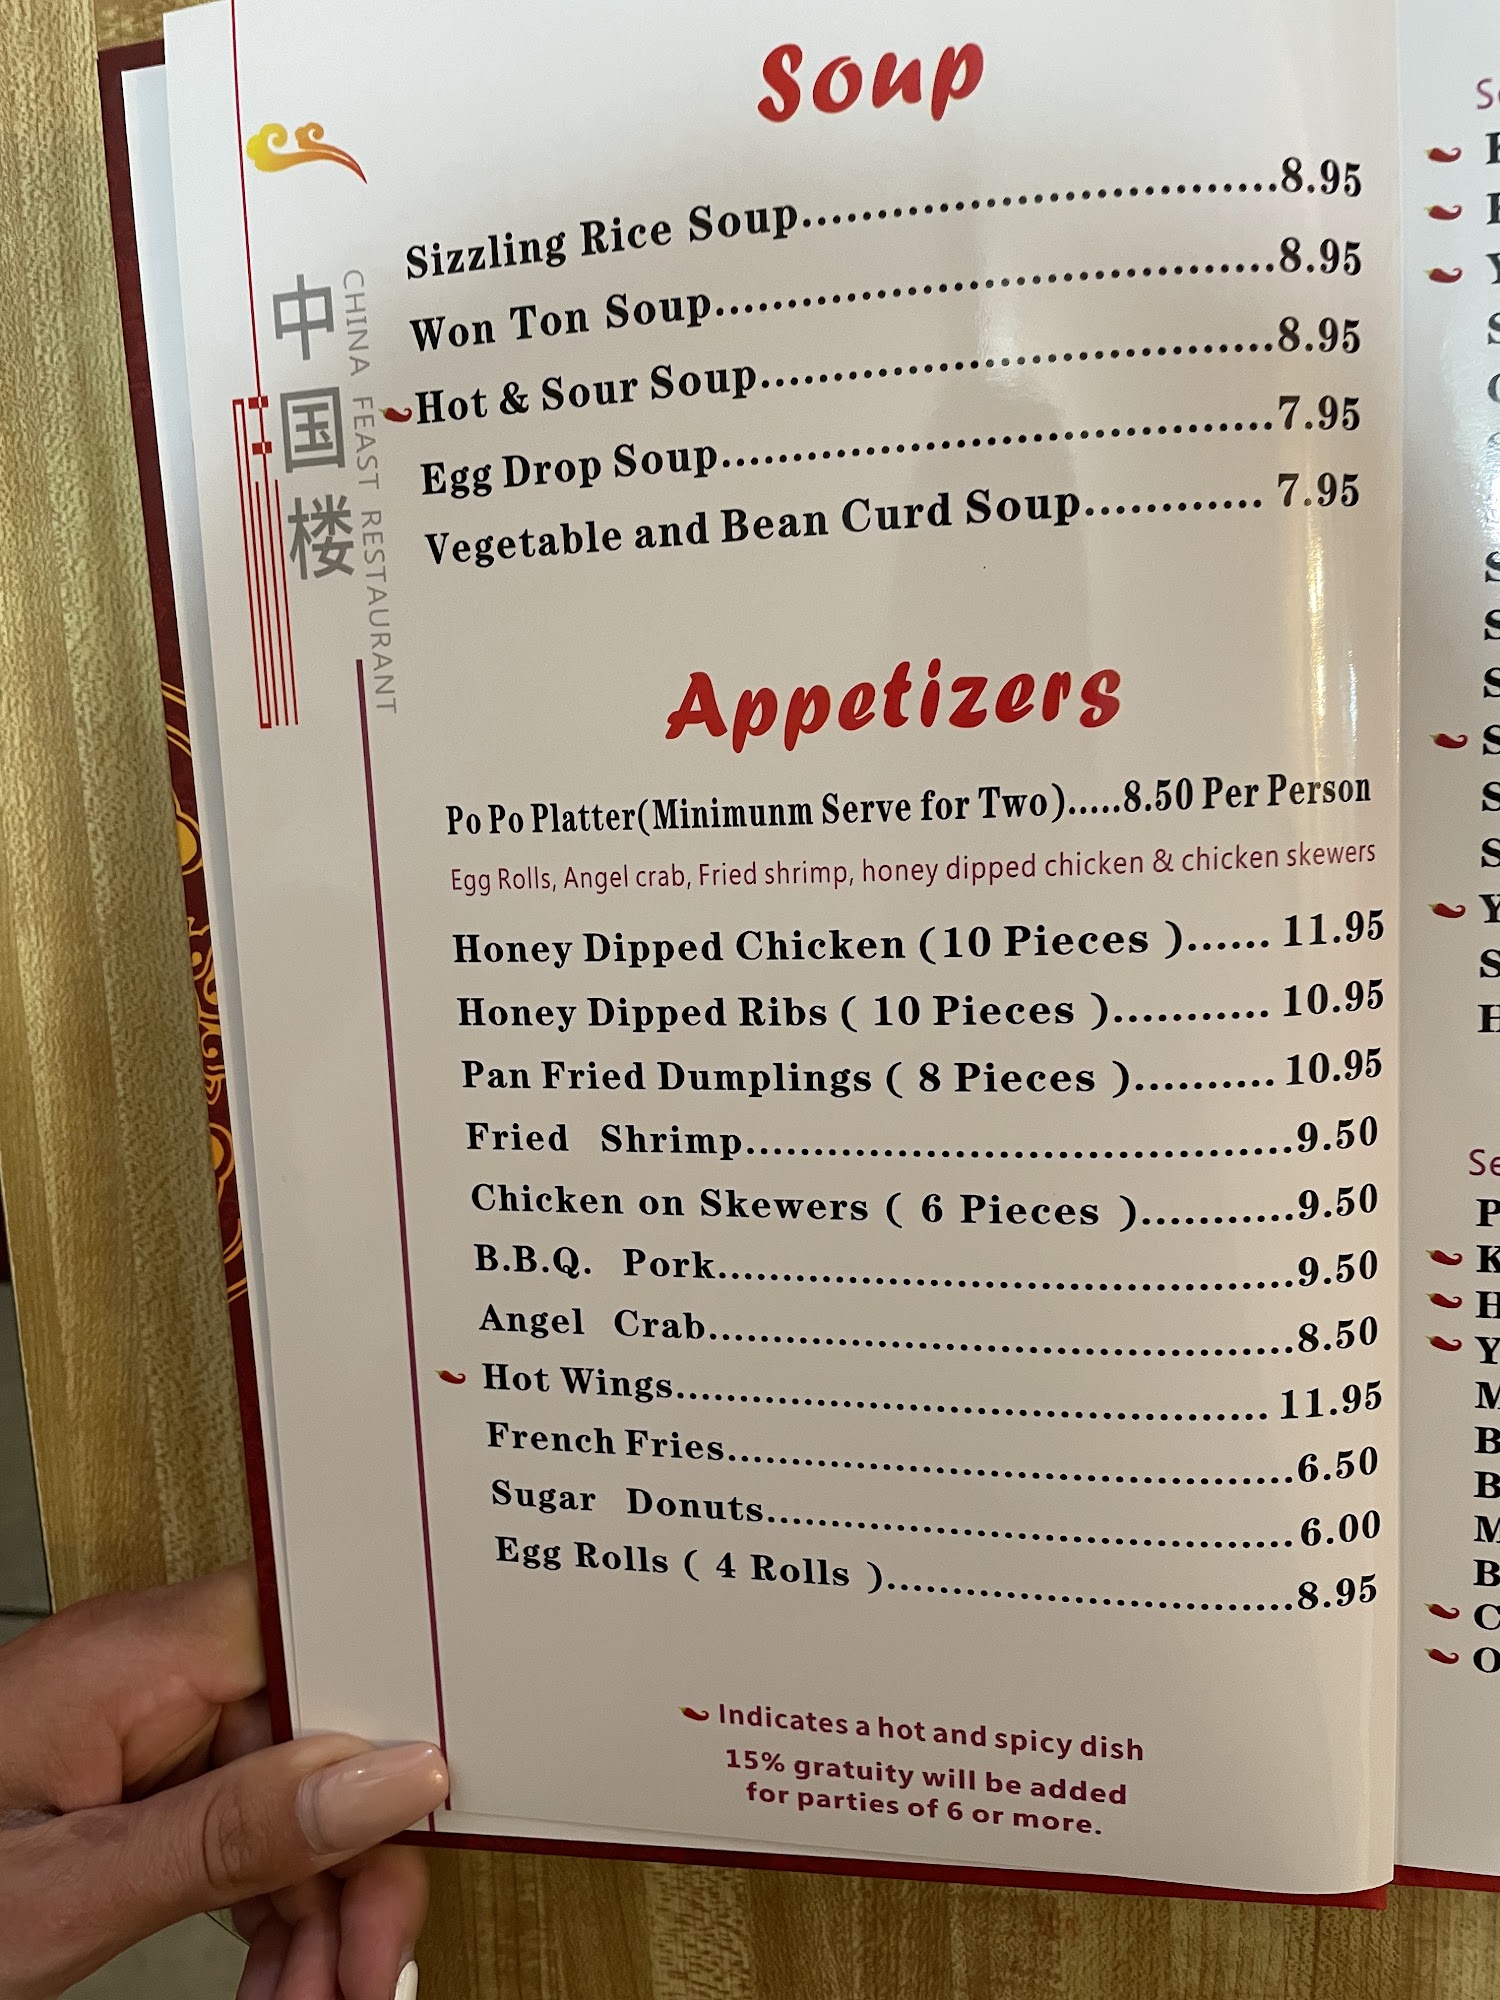 中国楼
CHINA FEAST RESTAURANT
Soup
Sizzling Rice Soup..............................8.95
Won Ton Soup....................................8.95
Hot & Sour Soup.................................8.95
Egg Drop Soup...................................7.95
Vegetable and Bean Curd Soup............ 7.95
Appetizers
Po Po Platter(Minimunm Serve for Two).....8.50 Per Person
Egg Rolls, Angel crab, Fried shrimp, honey dipped chicken & chicken skewers
Honey Dipped Chicken (10 Pieces )...... 11.95
Honey Dipped Ribs ( 10 Pieces )........... 10.95
Pan Fried Dumplings ( 8 Pieces ).......... 10.95
Fried Shrimp.......................................9.50
Chicken on Skewers ( 6 Pieces )...........9.50
B.B.Q. Pork.........................................9.50
Angel Crab..........................................8.50
Hot Wings............................................ 11.95
French Fries.........................................6.50
Sugar Donuts.......................................6.00
Egg Rolls ( 4 Rolls )..............................8.95
Indicates a hot and spicy dish
15% gratuity will be added
for parties of 6 or more.